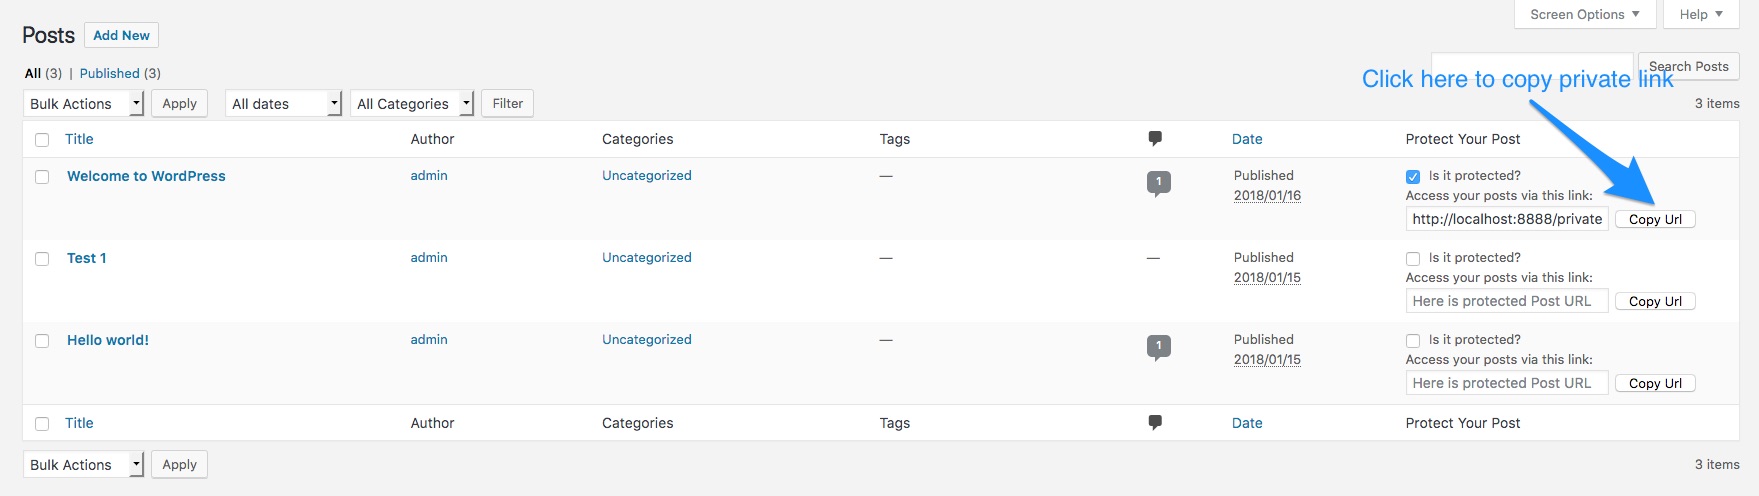 Screen Options Help
Posts Add New
All (3) | Published (3)
Search Posts
Click here to copy private link
Bulk Actions Apply All dates All Categories Filter 3 items
Title Author Categories Tags Date Protect Your Post
Welcome to WordPress admin Uncategorized — 1 Published Is it protected?
2018/01/16 Access your posts via this link:
http://localhost:8888/private Copy Url
Test 1 admin Uncategorized — — Published Is it protected?
2018/01/15 Access your posts via this link:
Here is protected Post URL Copy Url
Hello world! admin Uncategorized — 1 Published Is it protected?
2018/01/15 Access your posts via this link:
Here is protected Post URL Copy Url
Title Author Categories Tags Date Protect Your Post
Bulk Actions Apply 3 items